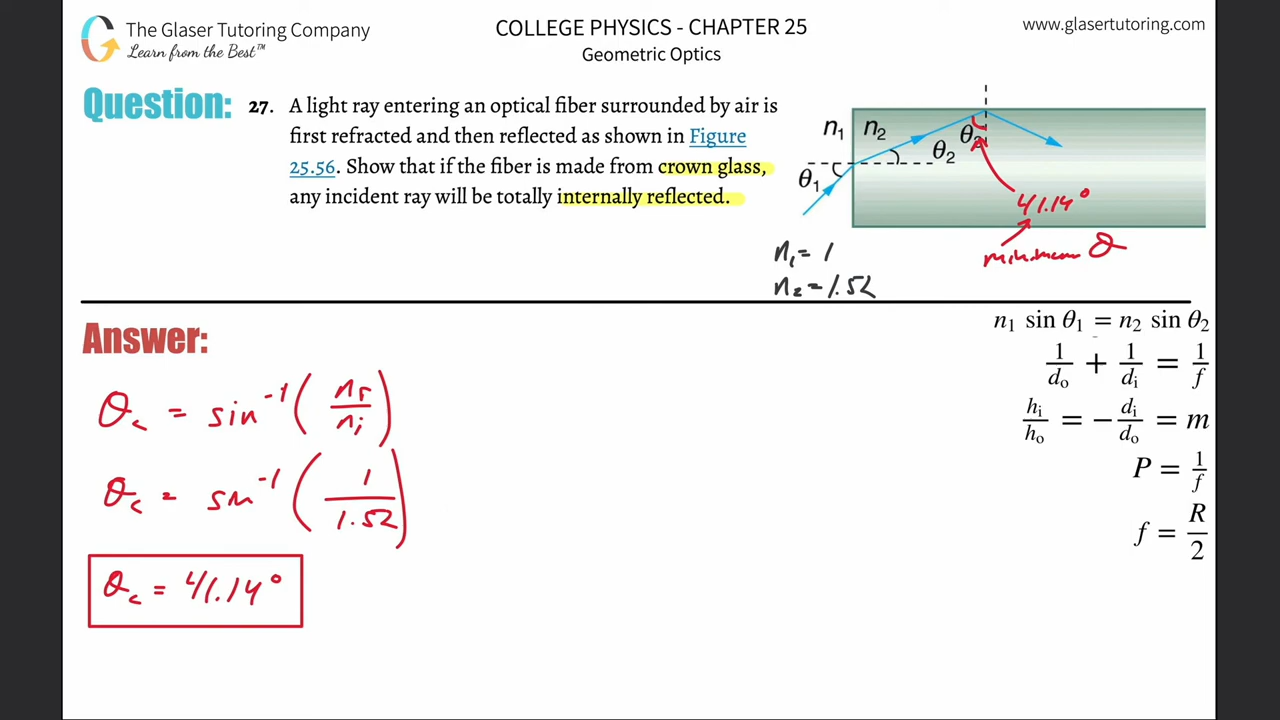 The Glaser Tutoring Company
Learn from the Best™
COLLEGE PHYSICS - CHAPTER 25
Geometric Optics
www.glasertutoring.com
Question:
27. A light ray entering an optical fiber surrounded by air is
first refracted and then reflected as shown in Figure
25.56. Show that if the fiber is made from crown glass,
any incident ray will be totally internally reflected.
n₁ n₂
θ₃
θ₂
θ₁
41.14°
minimum θ
n₁ = 1
n₂ = 1.52
Answer:
θc = sin⁻¹ (nr/ni)
θc = sin⁻¹ (1/1.52)
θc = 41.14°
n₁ sin θ₁ = n₂ sin θ₂
1/dₒ + 1/dᵢ = 1/f
hᵢ/hₒ = −dᵢ/dₒ = m
P = 1/f
f = R/2